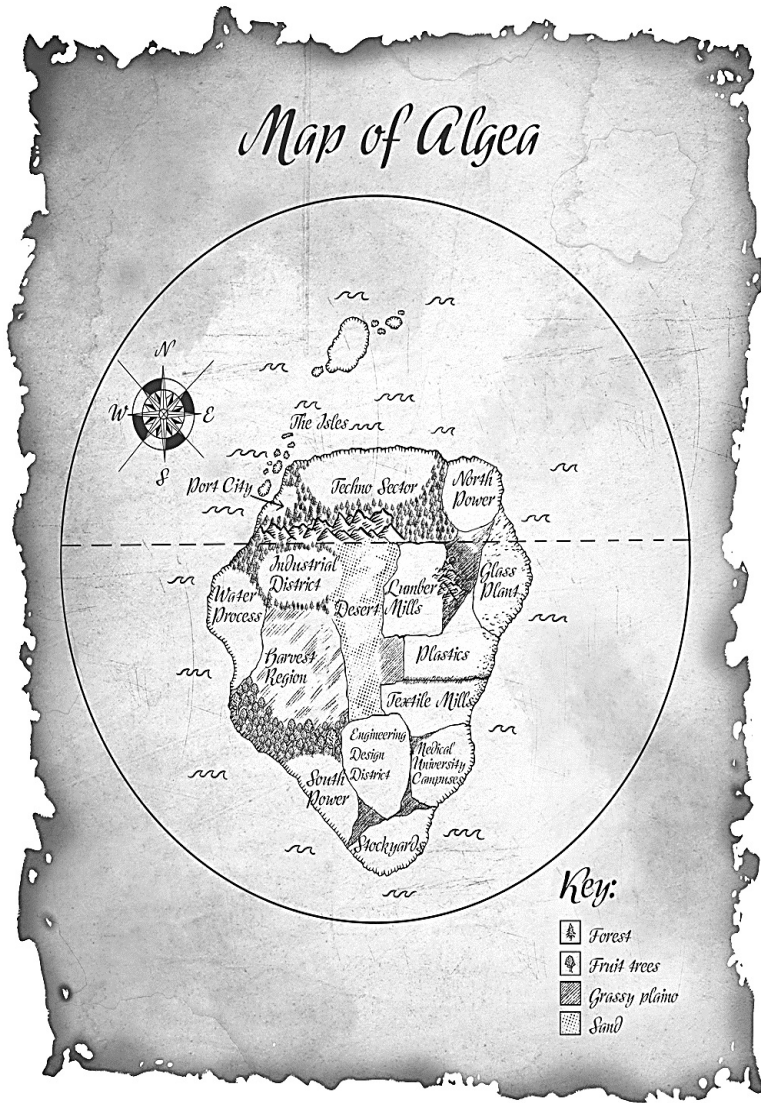 Map of Algea
N
W
E
S
The Isles
Port City
Techno Sector
North
Power
Industrial
District
Water
Process
Desert
Lumber
Mills
Glass
Plant
Harvest
Region
Plastics
Textile Mills
Engineering
Design
District
Medical
University
Campuses
South
Power
Stockyards
Key:
Forest
Fruit trees
Grassy plains
Sand